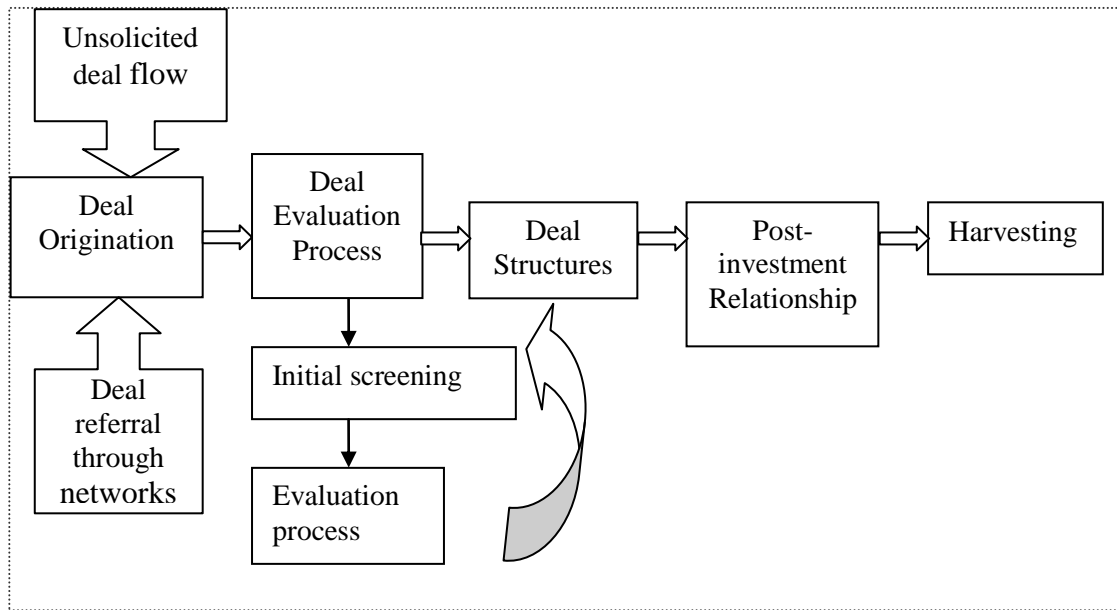 Unsolicited
deal flow
Deal
Origination
Deal
referral
through
networks
Deal
Evaluation
Process
Initial screening
Evaluation
process
Deal
Structures
Post-
investment
Relationship
Harvesting